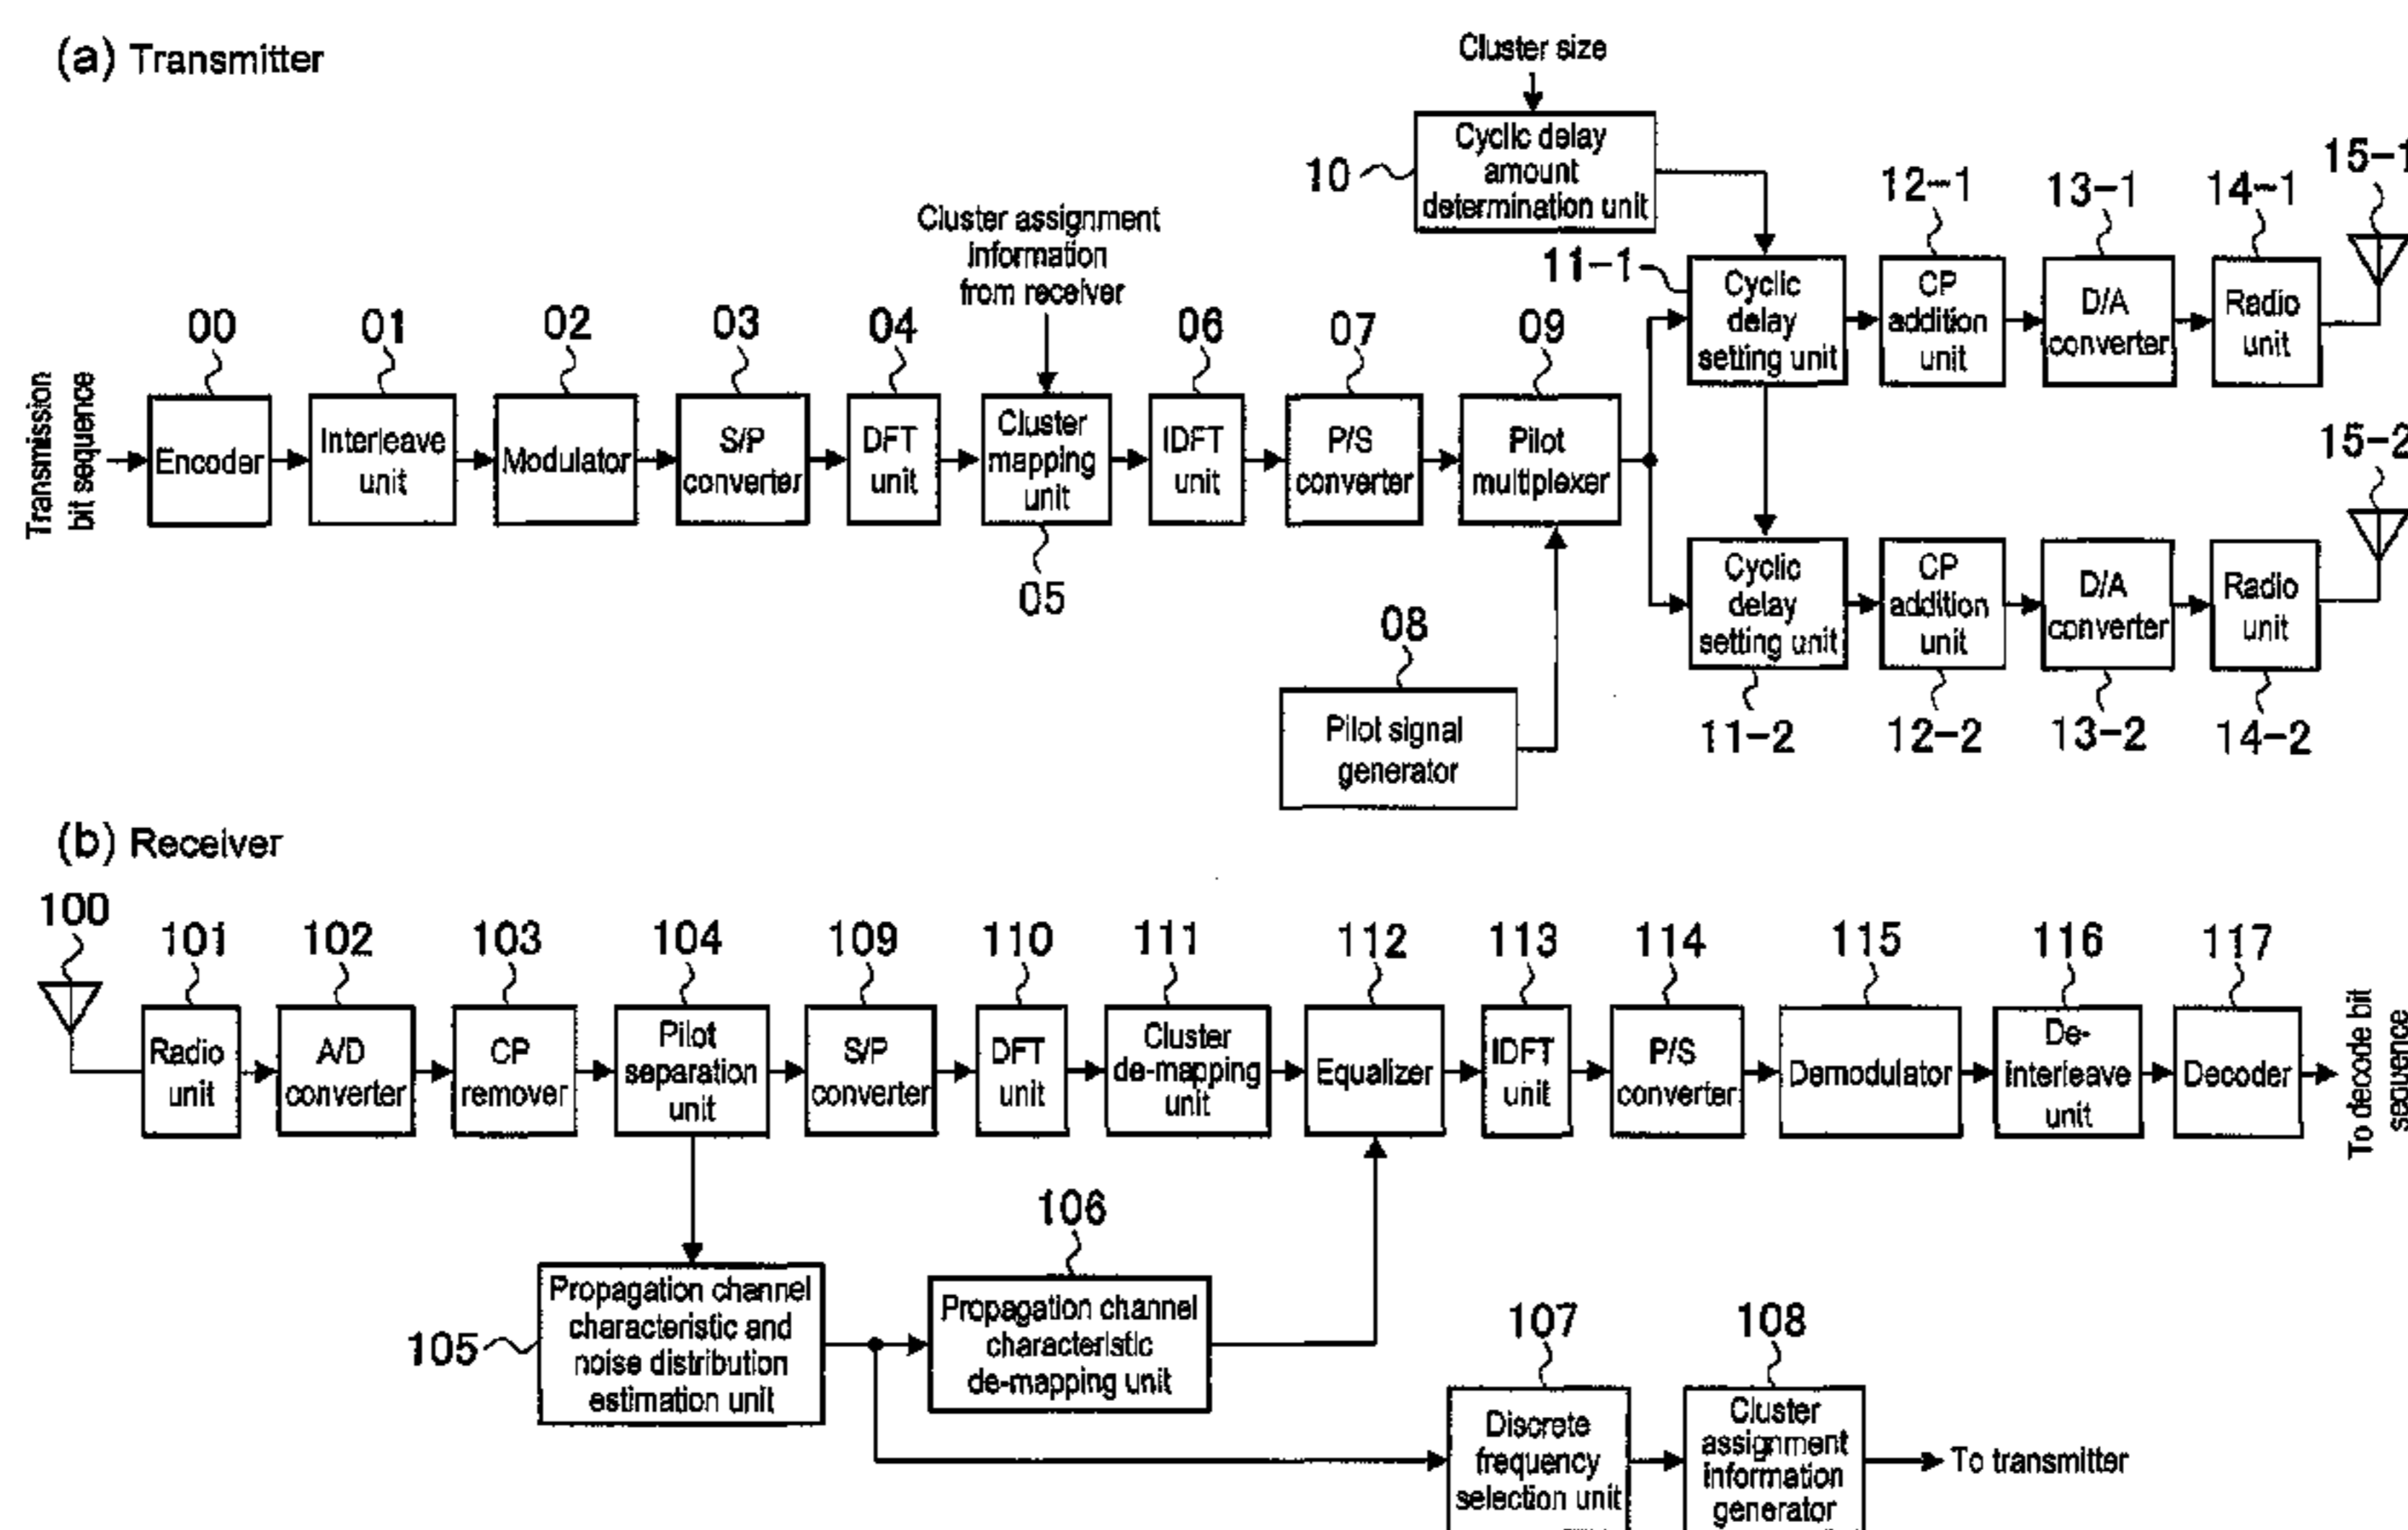 (a) Transmitter
Cluster size
Cyclic delay
amount
determination unit
10
15-1
12-1
13-1
14-1
Cluster assignment
information
from receiver
11-1
Cyclic
delay
setting unit
CP
addition
unit
D/A
converter
Radio
unit
00
01
02
03
04
06
07
09
Transmission
bit sequence
Encoder
Interleave
unit
Modulator
S/P
converter
DFT
unit
Cluster
mapping
unit
IDFT
unit
P/S
converter
Pilot
multiplexer
15-2
05
Cyclic
delay
setting unit
CP
addition
unit
D/A
converter
Radio
unit
08
Pilot signal
generator
11-2
12-2
13-2
14-2
(b) Receiver
100
101
102
103
104
109
110
111
112
113
114
115
116
117
Radio
unit
A/D
converter
CP
remover
Pilot
separation
unit
S/P
converter
DFT
unit
Cluster
de-mapping
unit
Equalizer
IDFT
unit
P/S
converter
Demodulator
De-
interleave
unit
Decoder
To decode bit
sequence
106
105
Propagation channel
characteristic and
noise distribution
estimation unit
Propagation channel
characteristic
de-mapping unit
107
108
Discrete
frequency
selection unit
Cluster
assignment
information
generator
To transmitter